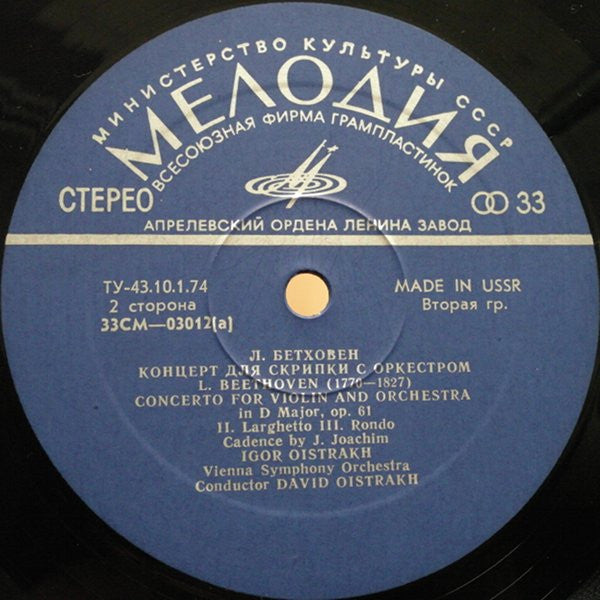 МИНИСТЕРСТВО КУЛЬТУРЫ СССР
МЕЛОДИЯ
ВСЕСОЮЗНАЯ ФИРМА ГРАМПЛАСТИНОК
СТЕРЕО
33
АПРЕЛЕВСКИЙ ОРДЕНА ЛЕНИНА ЗАВОД
ТУ-43.10.1.74
MADE IN USSR
2 сторона
Вторая гр.
33СМ—03012(а)
Л. БЕТХОВЕН
КОНЦЕРТ ДЛЯ СКРИПКИ С ОРКЕСТРОМ
L. BEETHOVEN (1770—1827)
CONCERTO FOR VIOLIN AND ORCHESTRA
in D Major, op. 61
II. Larghetto III. Rondo
Cadence by J. Joachim
IGOR OISTRAKH
Vienna Symphony Orchestra
Conductor DAVID OISTRAKH